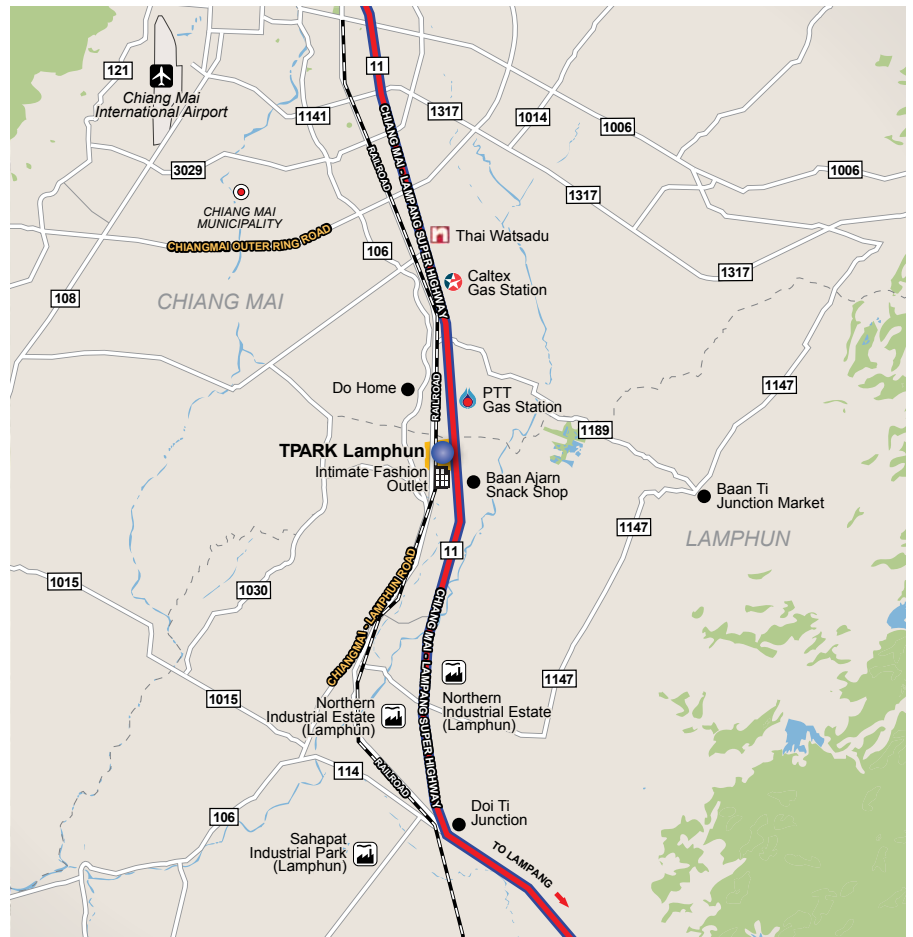 11
121
Chiang Mai
International Airport
1141
1317
1014
1006
1006
3029
RAILROAD
CHIANG MAI - LAMPANG SUPER HIGHWAY
CHIANG MAI
MUNICIPALITY
1317
CHIANGMAI OUTER RING ROAD
106
Thai Watsadu
1317
Caltex
Gas Station
108
CHIANG MAI
Do Home
RAILROAD
PTT
Gas Station
1147
1189
TPARK Lamphun
Intimate Fashion
Outlet
Baan Ajarn
Snack Shop
Baan Ti
Junction Market
1147
LAMPHUN
11
1015
1030
CHIANGMAI - LAMPHUN ROAD
CHIANG MAI - LAMPANG SUPER HIGHWAY
1147
1015
Northern
Industrial Estate
(Lamphun)
Northern
Industrial Estate
(Lamphun)
114
RAILROAD
106
Doi Ti
Junction
Sahapat
Industrial Park
(Lamphun)
TO LAMPANG